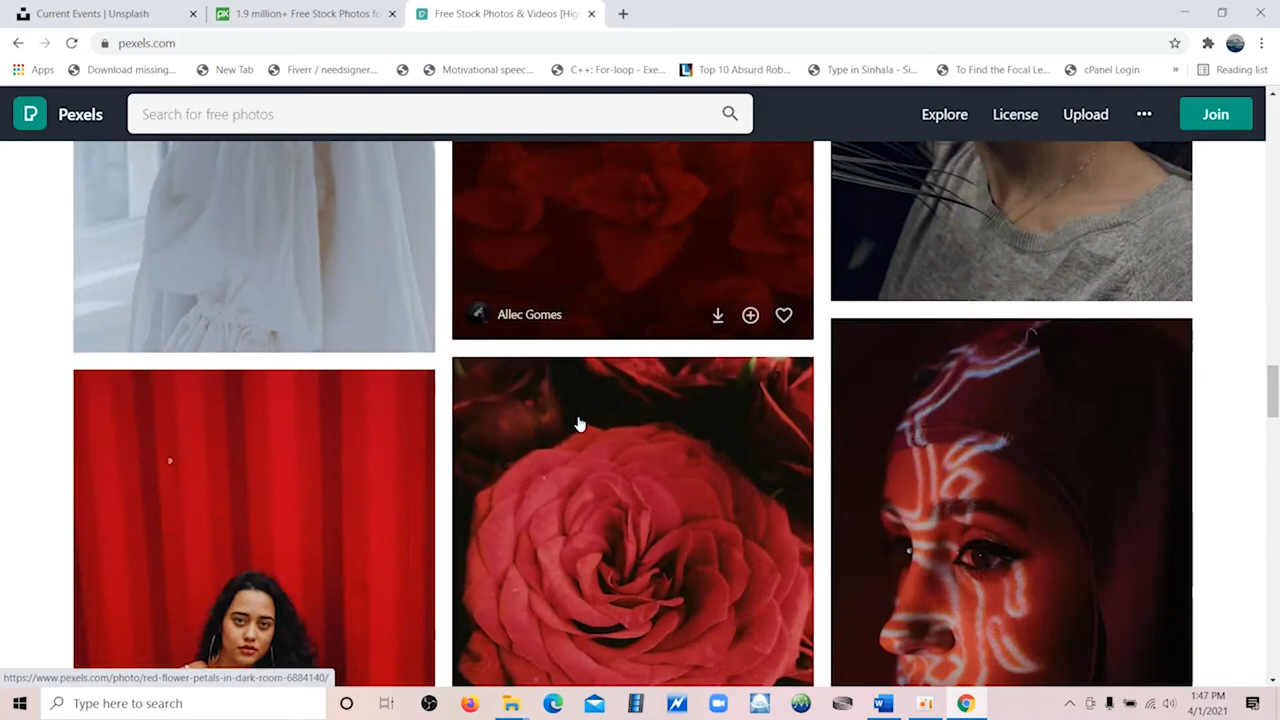 Current Events | Unsplash
1.9 million+ Free Stock Photos fo
Free Stock Photos & Videos [Hig
pexels.com
Apps
Download missing...
New Tab
Fiverr / needsigner...
Motivational speec...
C++: For-loop - Exe...
Top 10 Absurd Rob...
Type in Sinhala - Si...
To Find the Focal Le...
cPanel Login
»
Reading list
Pexels
Search for free photos
Explore
License
Upload
Join
Allec Gomes
https://www.pexels.com/photo/red-flower-petals-in-dark-room-6884140/
Type here to search
1:47 PM
4/1/2021